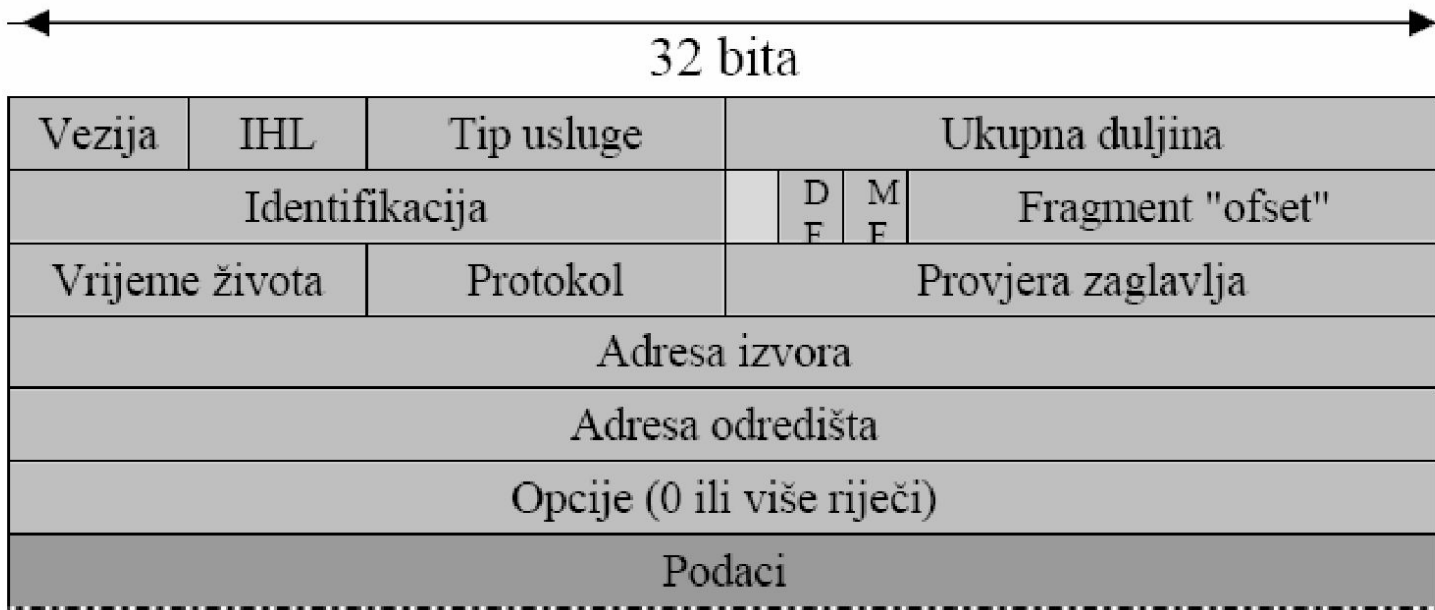 32 bita
Vezija IHL Tip usluge Ukupna duljina
Identifikacija D F M F Fragment "ofset"
Vrijeme života Protokol Provjera zaglavlja
Adresa izvora
Adresa odredišta
Opcije (0 ili više riječi)
Podaci